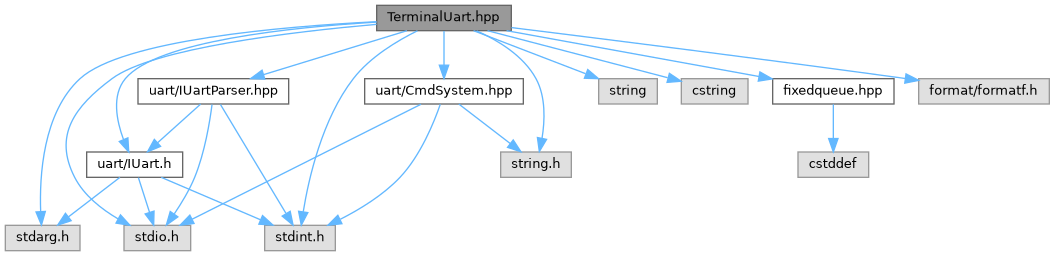 TerminalUart.hpp
uart/IUartParser.hpp
uart/CmdSystem.hpp
string
cstring
fixedqueue.hpp
format/formatf.h
uart/IUart.h
string.h
cstddef
stdarg.h
stdio.h
stdint.h